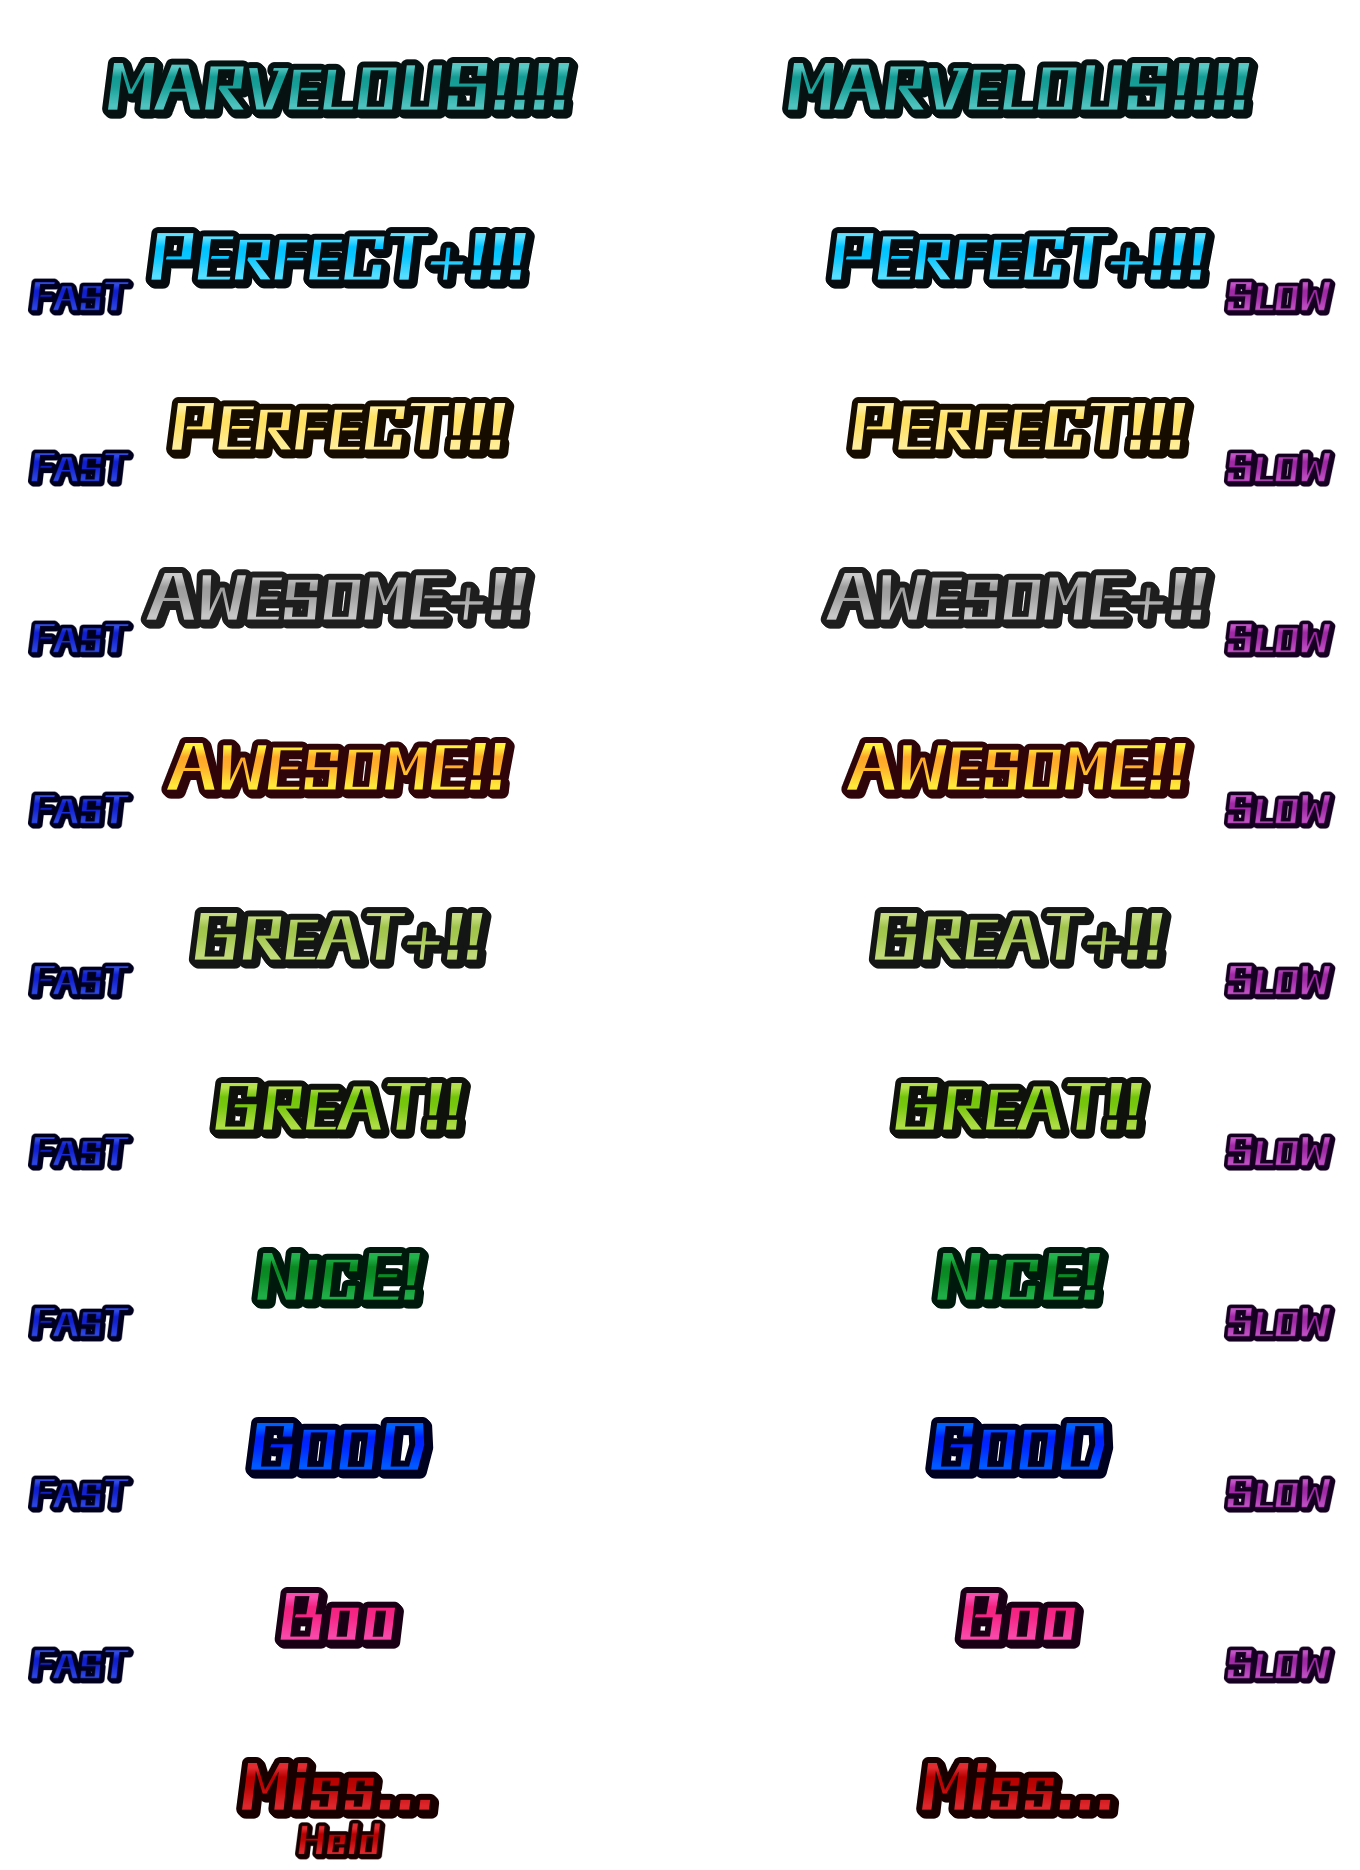 MARVELOUS!!!! MARVELOUS!!!!
PERFECT+!!! PERFECT+!!!
FAST SLOW
PERFECT!!! PERFECT!!!
FAST SLOW
AWESOME+!! AWESOME+!!
FAST SLOW
AWESOME!! AWESOME!!
FAST SLOW
GREAT+!! GREAT+!!
FAST SLOW
GREAT!! GREAT!!
FAST SLOW
NiCE! NiCE!
FAST SLOW
GooD GooD
FAST SLOW
Boo Boo
FAST SLOW
Miss... Miss...
Held